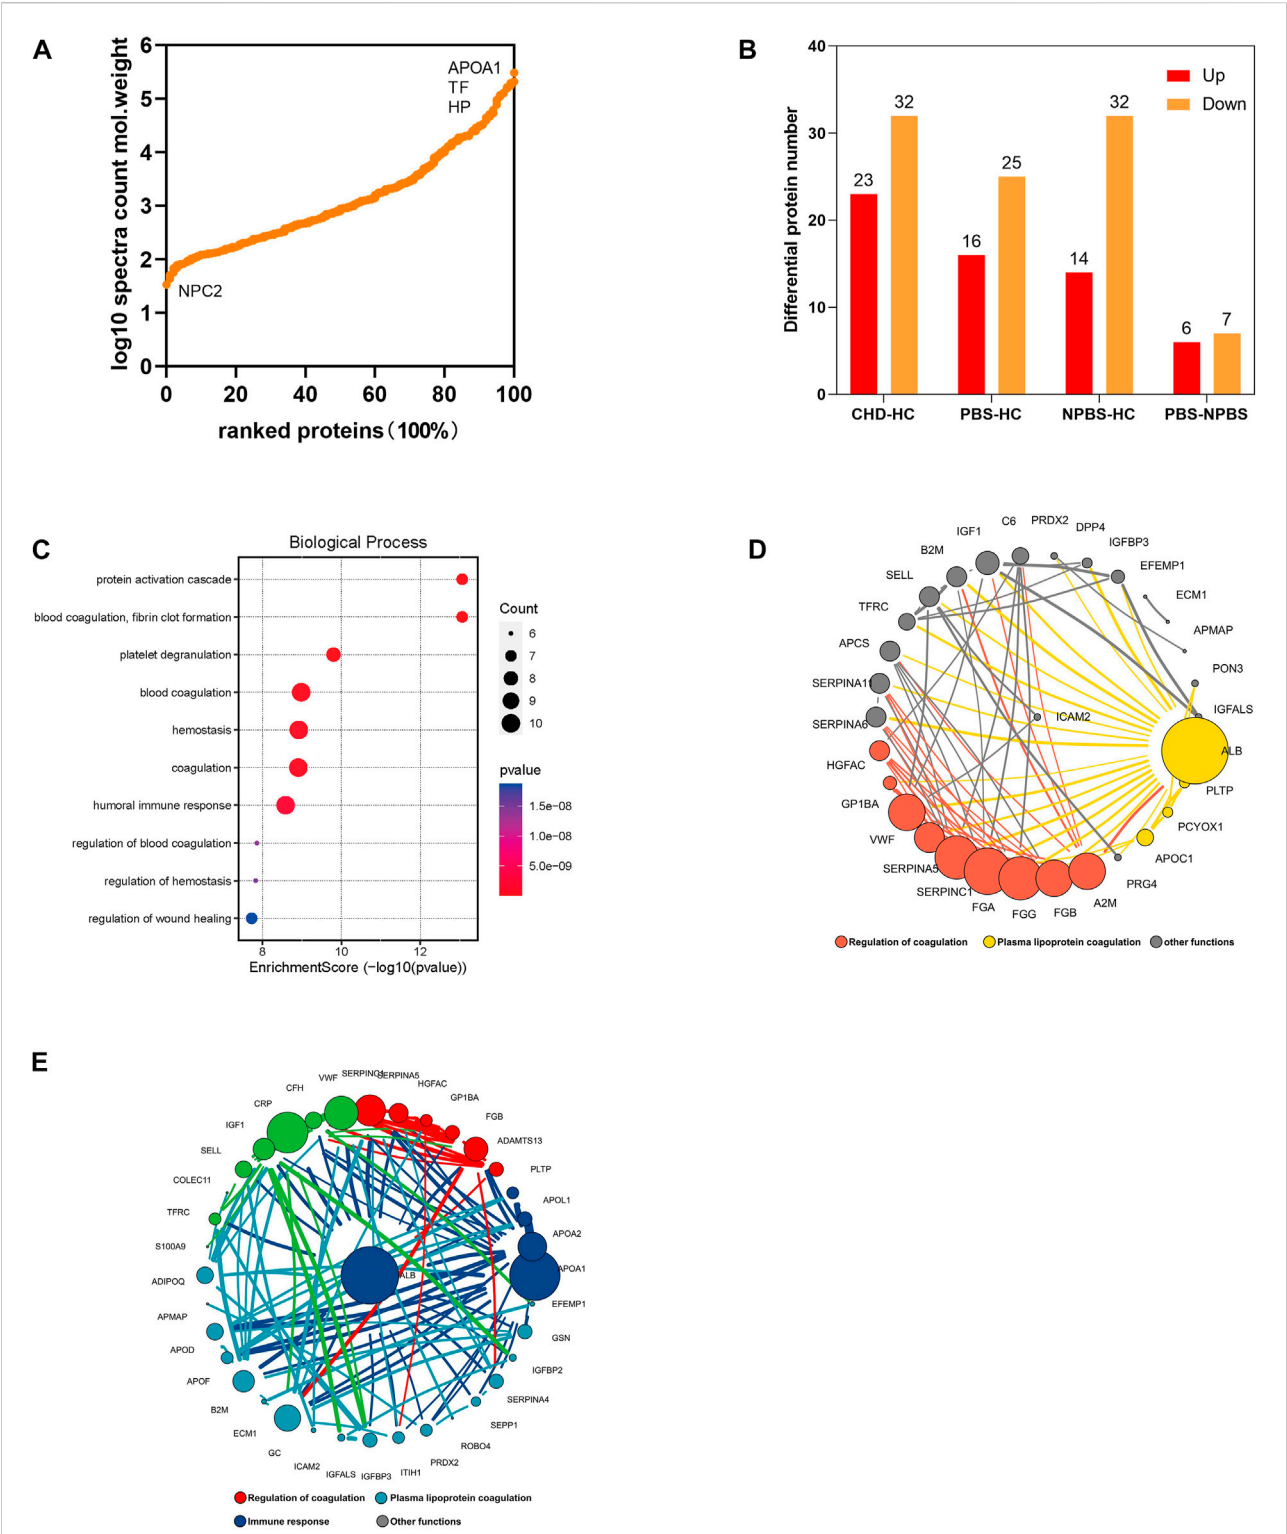 A
log10 spectra count mol.weight
6
5
4
3
2
1
0
APOA1
TF
HP
NPC2
0 20 40 60 80 100
ranked proteins(100%)
B
Differential protein number
40
30
20
10
0
Up
Down
23 32 16 25 14 32 6 7
CHD-HC PBS-HC NPBS-HC PBS-NPBS
C
Biological Process
protein activation cascade
blood coagulation, fibrin clot formation
platelet degranulation
blood coagulation
hemostasis
coagulation
humoral immune response
regulation of blood coagulation
regulation of hemostasis
regulation of wound healing
8 10 12
EnrichmentScore (−log10(pvalue))
Count
6
7
8
9
10
pvalue
1.5e−08
1.0e−08
5.0e−09
D
C6
PRDX2
DPP4
IGFBP3
EFEMP1
ECM1
APMAP
PON3
IGFALS
ALB
PLTP
PCYOX1
APOC1
PRG4
A2M
FGB
FGG
FGA
SERPINC1
SERPINA5
VWF
GP1BA
HGFAC
SERPINA6
SERPINA11
APCS
TFRC
SELL
B2M
IGF1
ICAM2
Regulation of coagulation
Plasma lipoprotein coagulation
other functions
E
VWF
SERPINC1
SERPINA5
HGFAC
GP1BA
FGB
ADAMTS13
PLTP
APOL1
APOA2
APOA1
EFEMP1
GSN
IGFBP2
SERPINA4
SEPP1
ROBO4
PRDX2
ITIH1
IGFBP3
IGFALS
ICAM2
GC
ECM1
B2M
APOF
APOD
APMAP
ADIPOQ
S100A9
TFRC
COLEC11
SELL
IGF1
CRP
CFH
ALB
Regulation of coagulation
Plasma lipoprotein coagulation
Immune response
Other functions